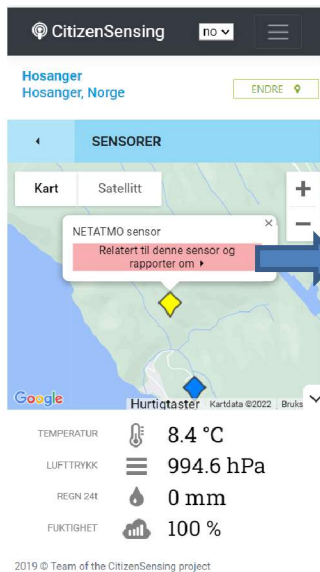 CitizenSensing no
Hosanger
Hosanger, Norge
ENDRE
SENSORER
Kart Satellitt
+
NETATMO sensor ×
−
Relatert til denne sensor og
rapporter om
Google Hurtigtaster Kartdata ©2022 Bruks
TEMPERATUR 8.4 °C
LUFTTRYKK 994.6 hPa
REGN 24t 0 mm
FUKTIGHET 100 %
2019 © Team of the CitizenSensing project